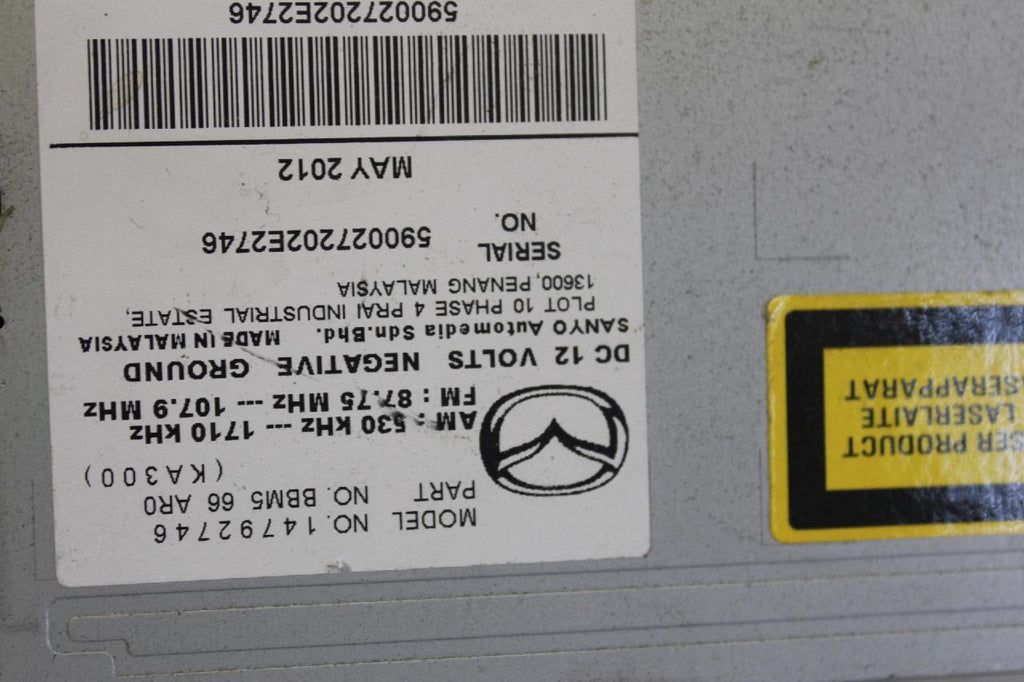 MODEL NO. 14792746
PART NO. BBM5 66 AR0
(KA300)
AM : 530 kHz --- 1710 kHz
FM : 87.75 MHz --- 107.9 MHz
DC 12 VOLTS NEGATIVE GROUND
SANYO Automedia Sdn.Bhd. MADE IN MALAYSIA
PLOT 10 PHASE 4 PRAI INDUSTRIAL ESTATE,
13600, PENANG MALAYSIA
SERIAL NO. 590027202E2746
MAY 2012
590027202E2746
SER PRODUCT
LASERLAITE
SERAPPARAT